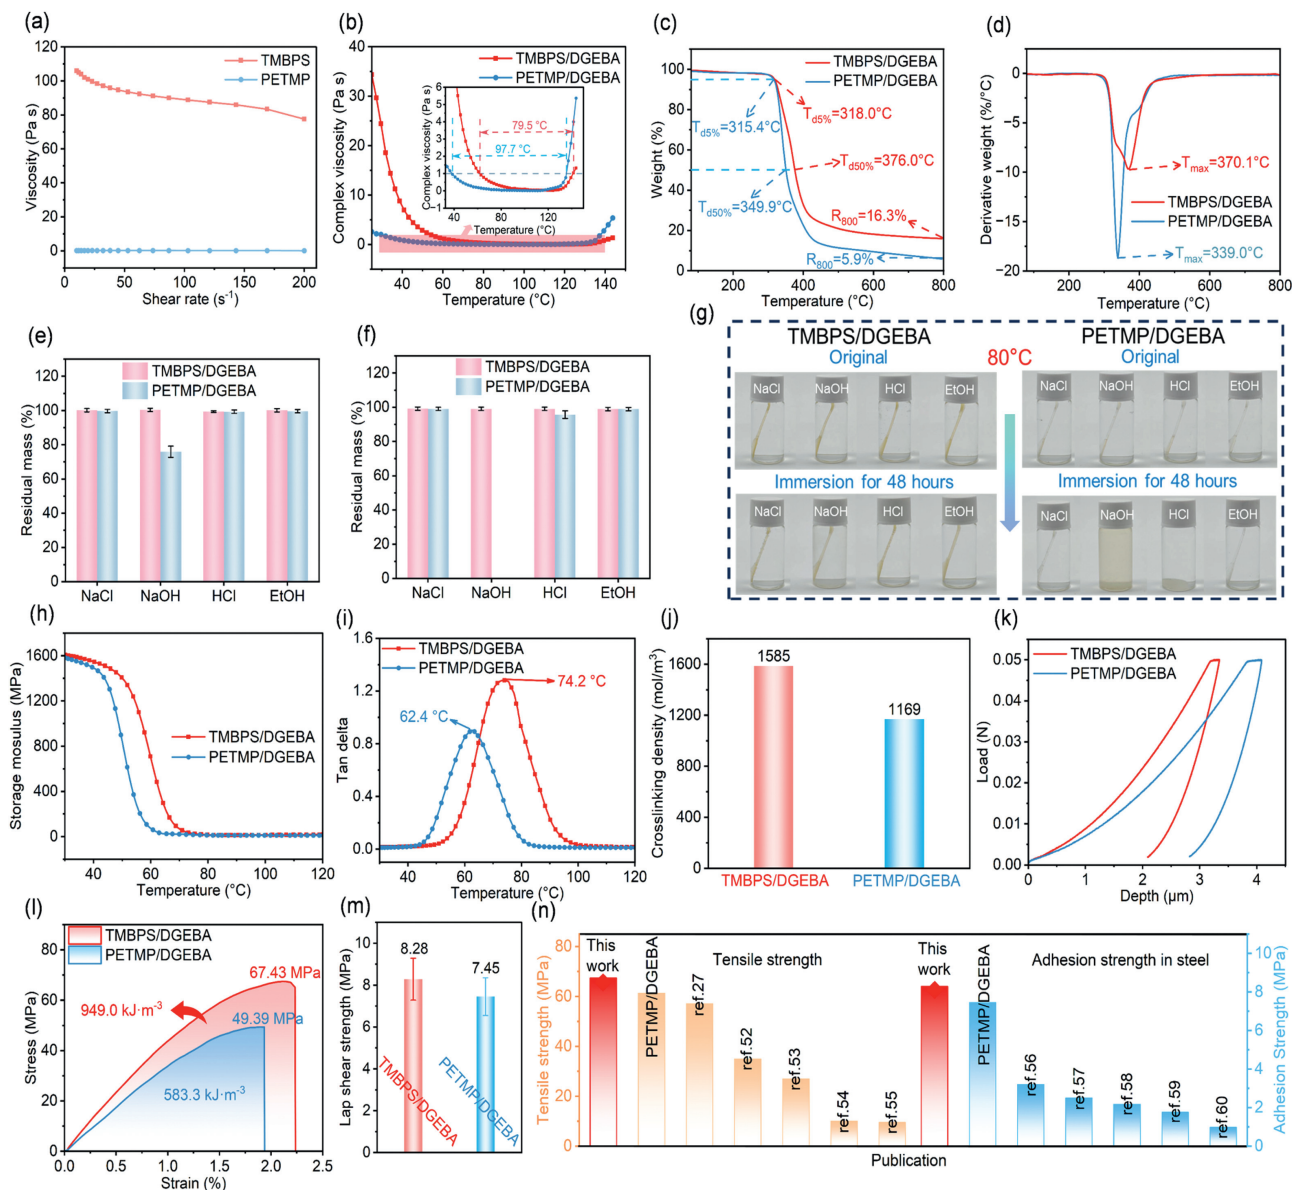 (a)
Viscosity (Pa s)
120
100
80
60
40
20
0
TMBPS
PETMP
0
50
100
150
200
Shear rate (s⁻¹)
(b)
Complex viscosity (Pa s)
40
35
30
25
20
15
10
5
0
TMBPS/DGEBA
PETMP/DGEBA
Complex viscosity (Pa s)
6
5
4
3
2
1
0
−1
79.5 °C
97.7 °C
40
80
120
Temperature (°C)
40
60
80
100
120
140
Temperature (°C)
(c)
Weight (%)
100
80
60
40
20
0
TMBPS/DGEBA
PETMP/DGEBA
Td5%=315.4°C
Td5%=318.0°C
Td50%=376.0°C
Td50%=349.9°C
R800=16.3%
R800=5.9%
200
400
600
800
Temperature (°C)
(d)
Derivative weight (%/°C)
5
0
−5
−10
−15
−20
Tmax=370.1°C
TMBPS/DGEBA
PETMP/DGEBA
Tmax=339.0°C
200
400
600
800
Temperature (°C)
(e)
Residual mass (%)
140
120
100
80
60
40
20
0
TMBPS/DGEBA
PETMP/DGEBA
NaCl
NaOH
HCl
EtOH
(f)
Residual mass (%)
140
120
100
80
60
40
20
0
TMBPS/DGEBA
PETMP/DGEBA
NaCl
NaOH
HCl
EtOH
(g)
TMBPS/DGEBA
Original
80°C
PETMP/DGEBA
Original
NaCl
NaOH
HCl
EtOH
NaCl
NaOH
HCl
EtOH
Immersion for 48 hours
Immersion for 48 hours
NaCl
NaOH
HCl
EtOH
NaCl
NaOH
HCl
EtOH
(h)
Storage mosulus (MPa)
1600
1200
800
400
0
TMBPS/DGEBA
PETMP/DGEBA
40
60
80
100
120
Temperature (°C)
(i)
Tan delta
1.6
1.2
0.8
0.4
0.0
TMBPS/DGEBA
PETMP/DGEBA
74.2 °C
62.4 °C
40
60
80
100
120
Temperature (°C)
(j)
Crosslinking density (mol/m³)
1600
1200
800
400
0
1585
1169
TMBPS/DGEBA
PETMP/DGEBA
(k)
Load (N)
0.05
0.04
0.03
0.02
0.01
0.00
TMBPS/DGEBA
PETMP/DGEBA
0
1
2
3
4
Depth (μm)
(l)
Stress (MPa)
80
60
40
20
0
TMBPS/DGEBA
PETMP/DGEBA
67.43 MPa
949.0 kJ·m⁻³
49.39 MPa
583.3 kJ·m⁻³
0.0
0.5
1.0
1.5
2.0
2.5
Strain (%)
(m)
Lap shear strength (MPa)
10
8
6
4
2
0
8.28
7.45
TMBPS/DGEBA
PETMP/DGEBA
(n)
Tensile strength (MPa)
80
60
40
20
0
This
work
PETMP/DGEBA
ref.27
ref.52
ref.53
ref.54
ref.55
Tensile strength
This
work
PETMP/DGEBA
ref.56
ref.57
ref.58
ref.59
ref.60
Adhesion strength in steel
10
8
6
4
2
0
Adhesion Strength (MPa)
Publication